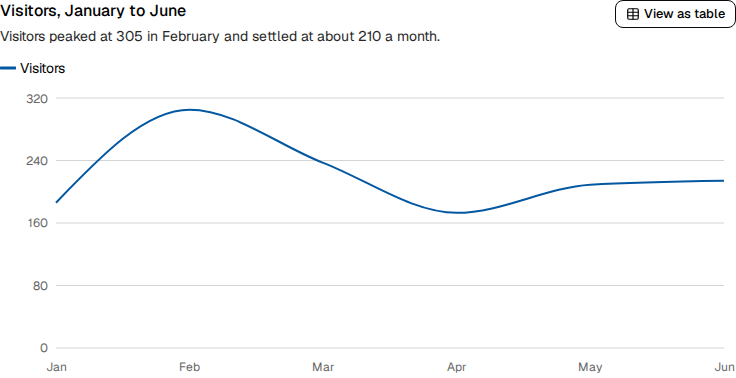 Visitors, January to June
View as table
Visitors peaked at 305 in February and settled at about 210 a month.
Visitors
320
240
160
80
0
Jan Feb Mar Apr May Jun